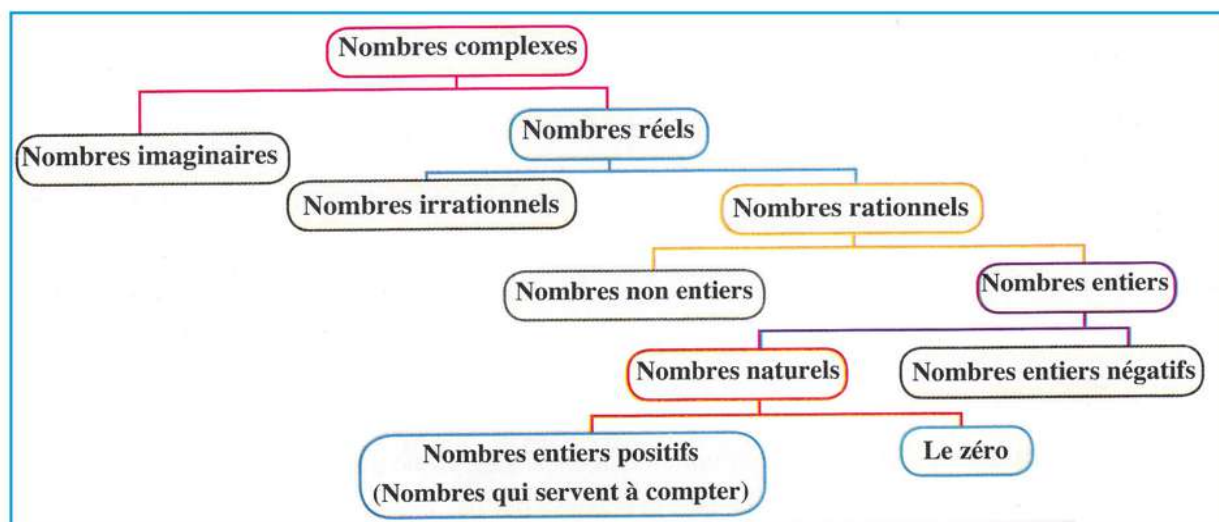 Nombres complexes
Nombres réels
Nombres imaginaires
Nombres irrationnels
Nombres rationnels
Nombres non entiers
Nombres entiers
Nombres naturels
Nombres entiers négatifs
Nombres entiers positifs
(Nombres qui servent à compter)
Le zéro